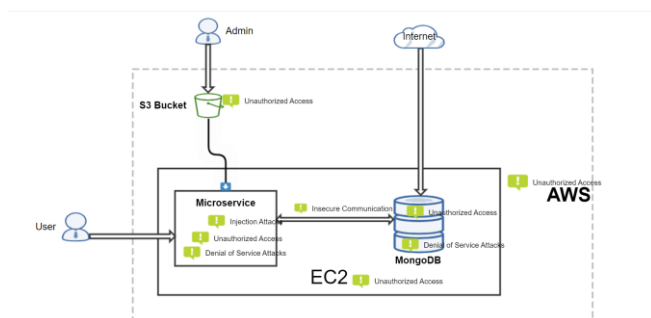 Admin
Internet
S3 Bucket
Unauthorized Access
Unauthorized Access
AWS
Microservice
Insecure Communication
Unauthorized Access
Injection Attacks
User
Unauthorized Access
Denial of Service Attacks
Denial of Service Attacks
MongoDB
EC2
Unauthorized Access